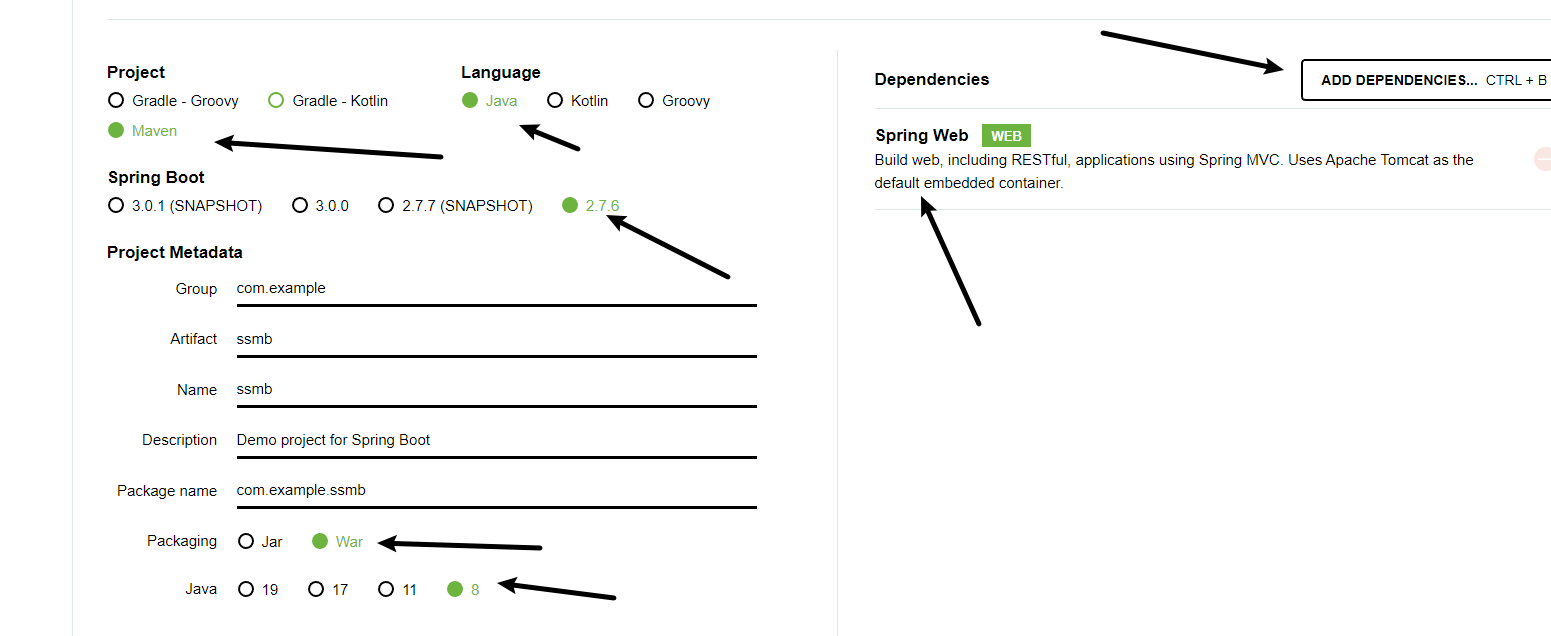 Project
Gradle - Groovy Gradle - Kotlin
Maven
Language
Java Kotlin Groovy
Spring Boot
3.0.1 (SNAPSHOT) 3.0.0 2.7.7 (SNAPSHOT) 2.7.6
Project Metadata
Group com.example
Artifact ssmb
Name ssmb
Description Demo project for Spring Boot
Package name com.example.ssmb
Packaging Jar War
Java 19 17 11 8
Dependencies
ADD DEPENDENCIES... CTRL + B
Spring Web WEB
Build web, including RESTful, applications using Spring MVC. Uses Apache Tomcat as the
default embedded container.